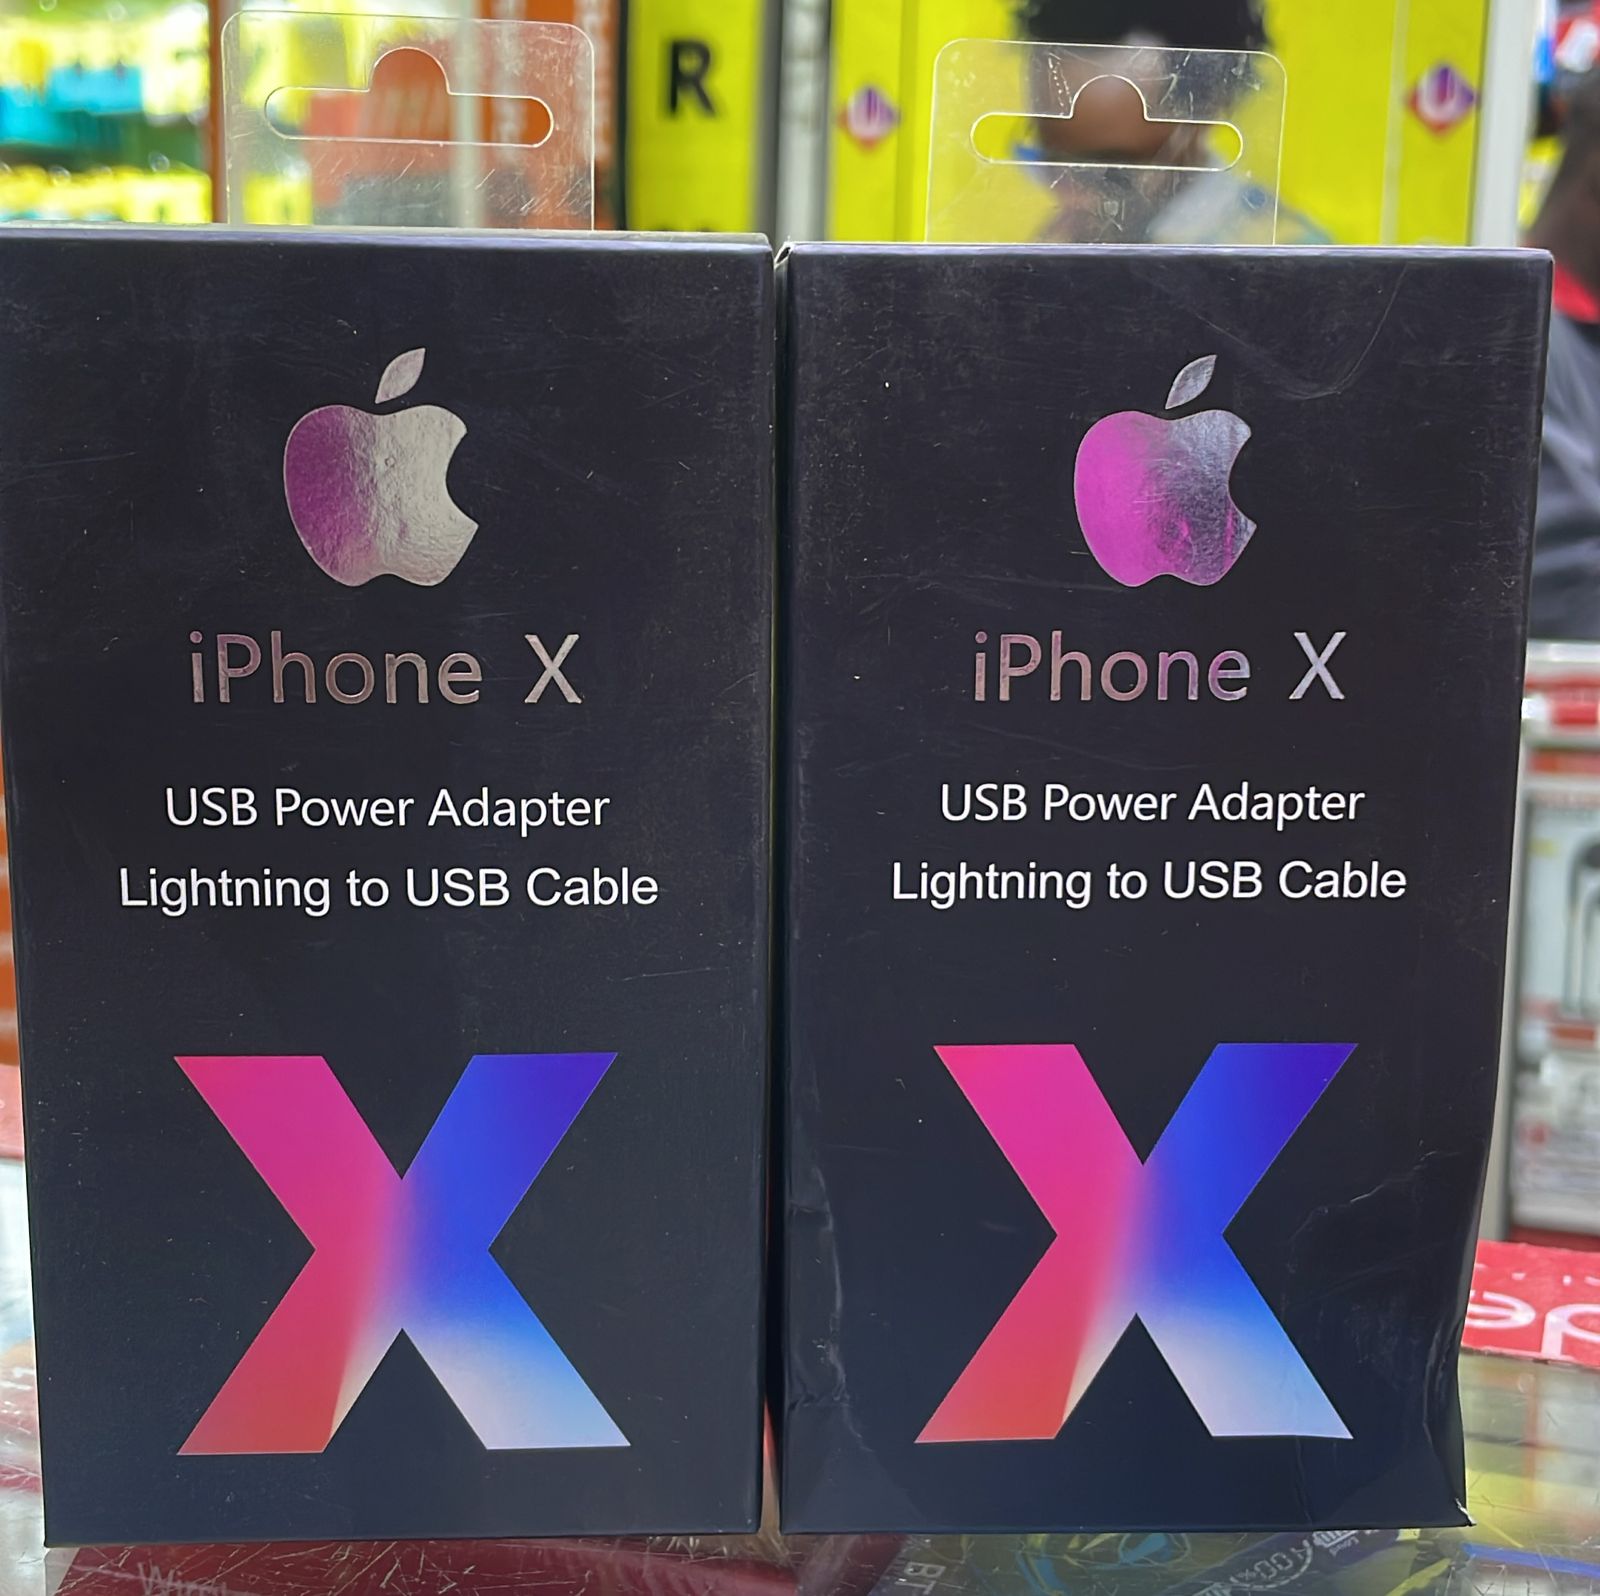 R
iPhone X
USB Power Adapter
Lightning to USB Cable
X
iPhone X
USB Power Adapter
Lightning to USB Cable
X